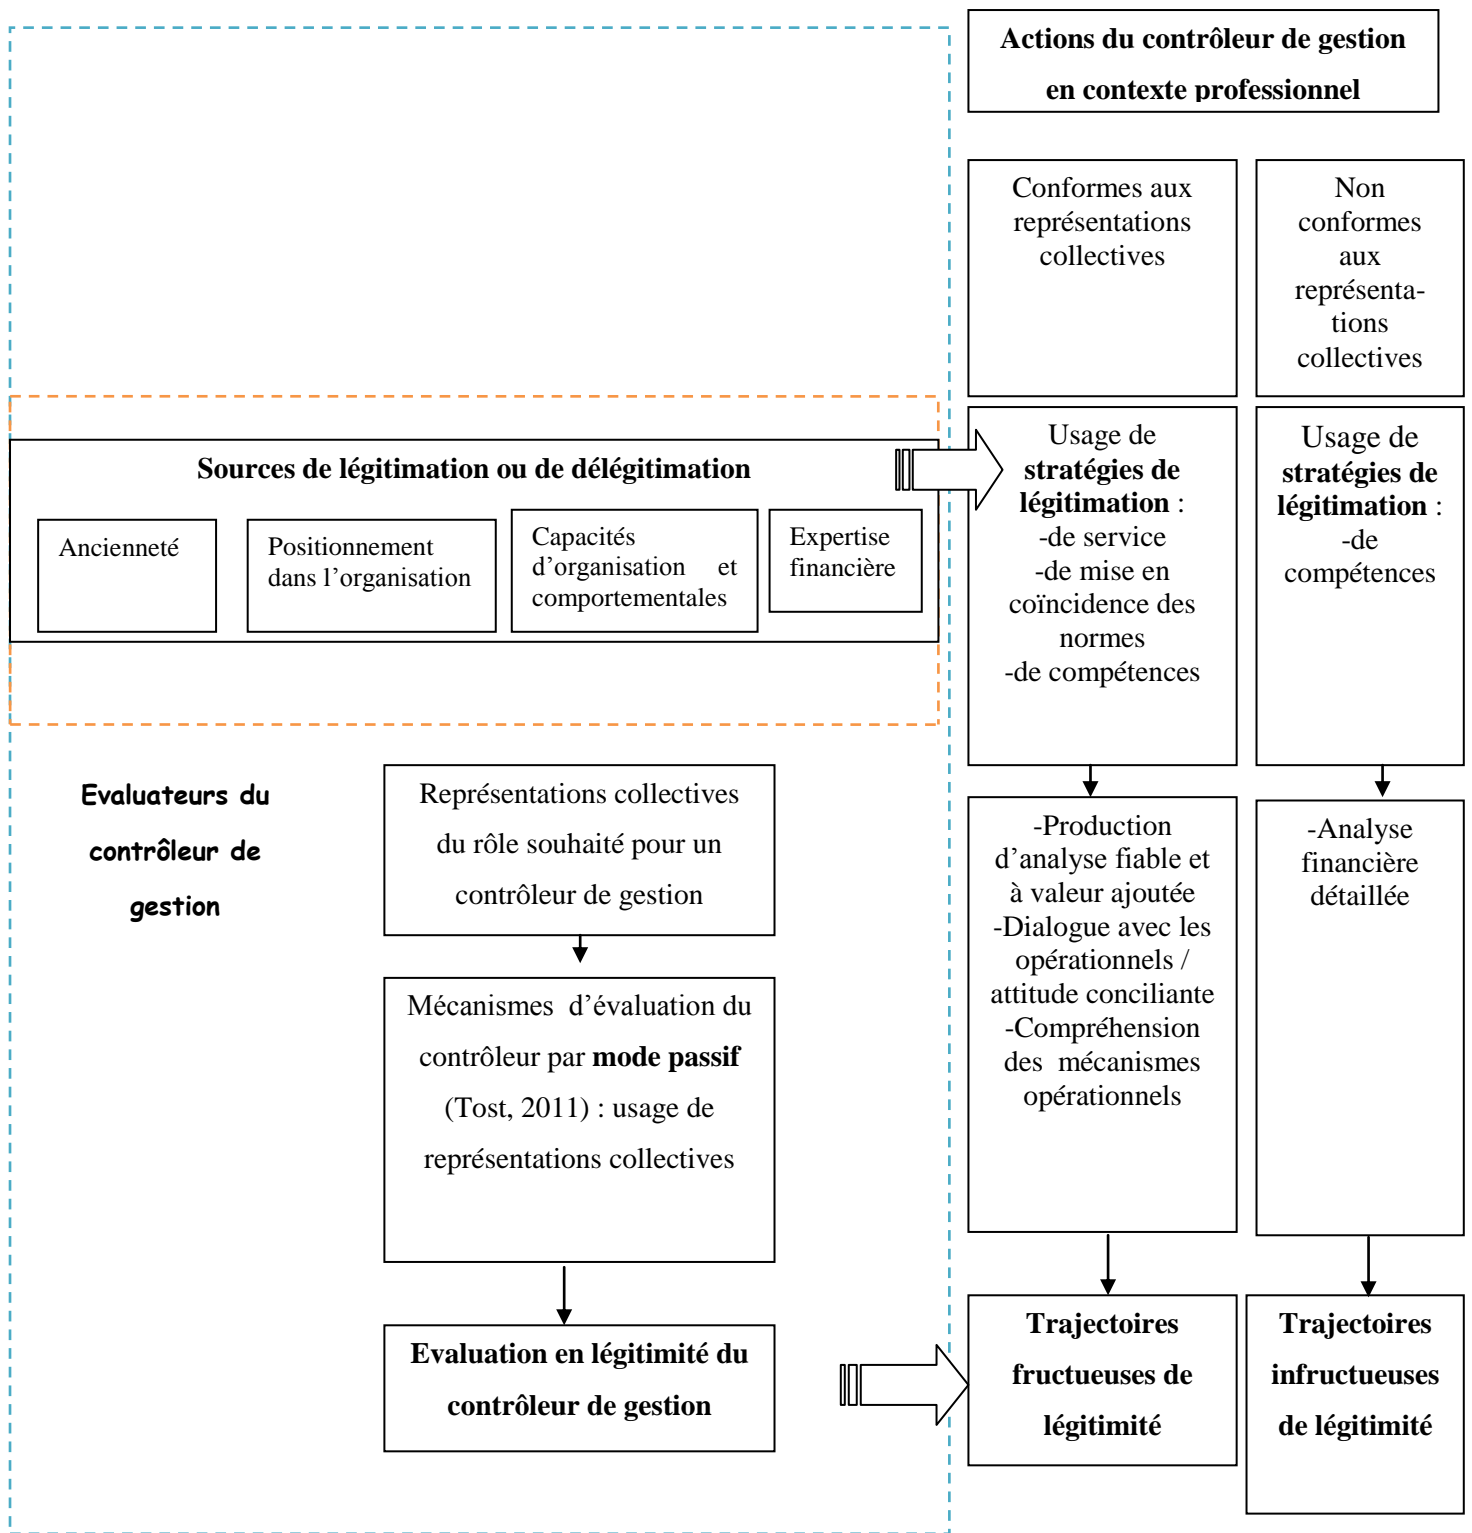 Actions du contrôleur de gestion
en contexte professionnel
Conformes aux
représentations
collectives
Non
conformes
aux
représenta-
tions
collectives
Sources de légitimation ou de délégitimation
Ancienneté
Positionnement
dans l’organisation
Capacités
d’organisation et
comportementales
Expertise
financière
Usage de
stratégies de
légitimation :
-de service
-de mise en
coïncidence des
normes
-de compétences
Usage de
stratégies de
légitimation :
-de
compétences
Evaluateurs du
contrôleur de
gestion
Représentations collectives
du rôle souhaité pour un
contrôleur de gestion
Mécanismes d’évaluation du
contrôleur par mode passif
(Tost, 2011) : usage de
représentations collectives
Evaluation en légitimité du
contrôleur de gestion
-Production
d’analyse fiable et
à valeur ajoutée
-Dialogue avec les
opérationnels /
attitude conciliante
-Compréhension
des mécanismes
opérationnels
-Analyse
financière
détaillée
Trajectoires
fructueuses de
légitimité
Trajectoires
infructueuses
de légitimité